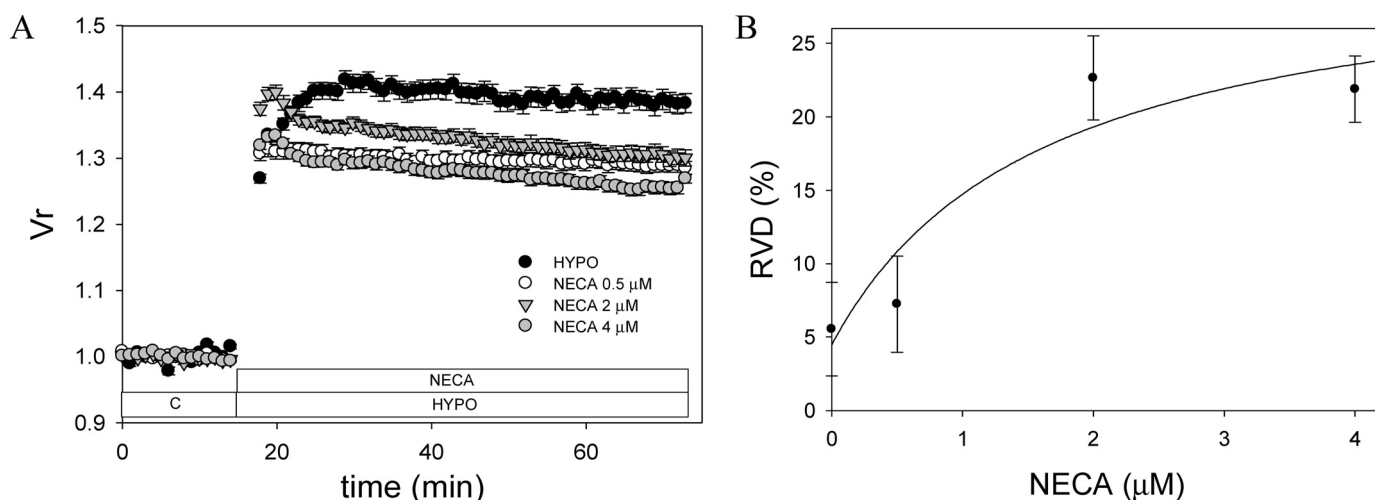 A
Vr
1.5
1.4
1.3
1.2
1.1
1.0
0.9
HYPO
NECA 0.5 μM
NECA 2 μM
NECA 4 μM
NECA
C
HYPO
0
20
40
60
time (min)
B
RVD (%)
25
20
15
10
5
0
0
1
2
3
4
NECA (μM)